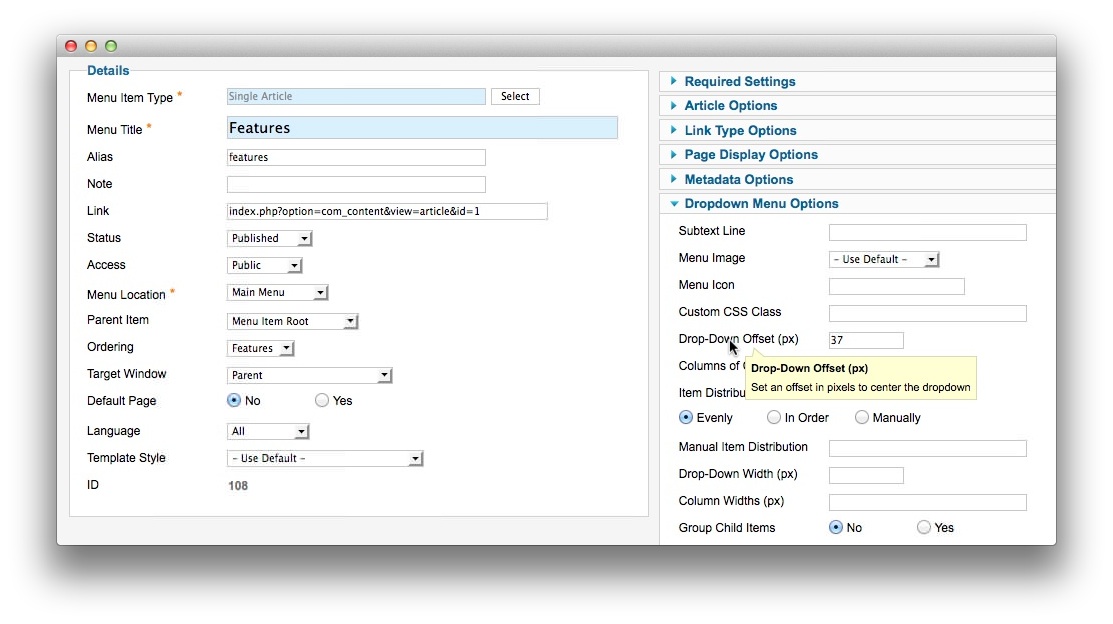 Details
Menu Item Type *
Single Article
Select
Menu Title *
Features
Alias
features
Note
Link
index.php?option=com_content&view=article&id=1
Status
Published
Access
Public
Menu Location *
Main Menu
Parent Item
Menu Item Root
Ordering
Features
Target Window
Parent
Default Page
No
Yes
Language
All
Template Style
- Use Default -
ID
108
Required Settings
Article Options
Link Type Options
Page Display Options
Metadata Options
Dropdown Menu Options
Subtext Line
Menu Image
- Use Default -
Menu Icon
Custom CSS Class
Drop-Down Offset (px)
37
Columns of
Drop-Down Offset (px)
Set an offset in pixels to center the dropdown
Item
Evenly
In Order
Manually
Manual Item Distribution
Drop-Down Width (px)
Column Widths (px)
Group Child Items
No
Yes